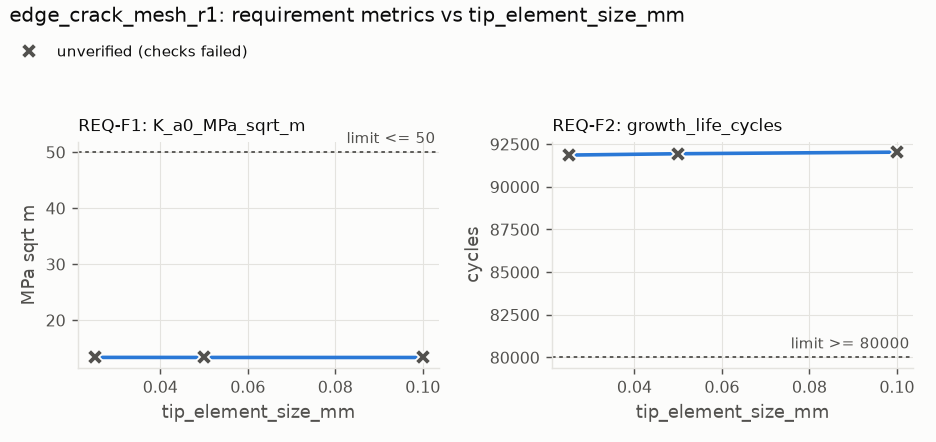 edge_crack_mesh_r1: requirement metrics vs tip_element_size_mm
unverified (checks failed)
REQ-F1: K_a0_MPa_sqrt_m
limit <= 50
50
40
30
20
MPa sqrt m
0.04 0.06 0.08 0.10
tip_element_size_mm
REQ-F2: growth_life_cycles
92500
90000
87500
85000
82500
80000
limit >= 80000
cycles
0.04 0.06 0.08 0.10
tip_element_size_mm